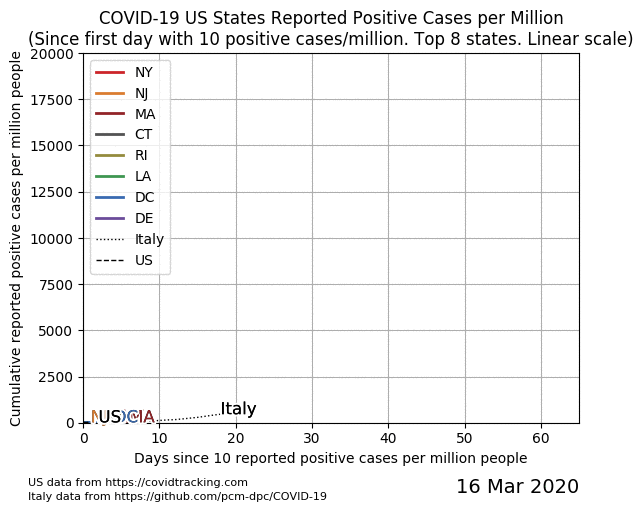 COVID-19 US States Reported Positive Cases per Million
(Since first day with 10 positive cases/million. Top 8 states. Linear scale)
Cumulative reported positive cases per million people
20000
17500
15000
12500
10000
7500
5000
2500
0
NY
NJ
MA
CT
RI
LA
DC
DE
Italy
US
US
Italy
0 10 20 30 40 50 60
Days since 10 reported positive cases per million people
US data from https://covidtracking.com
Italy data from https://github.com/pcm-dpc/COVID-19
16 Mar 2020